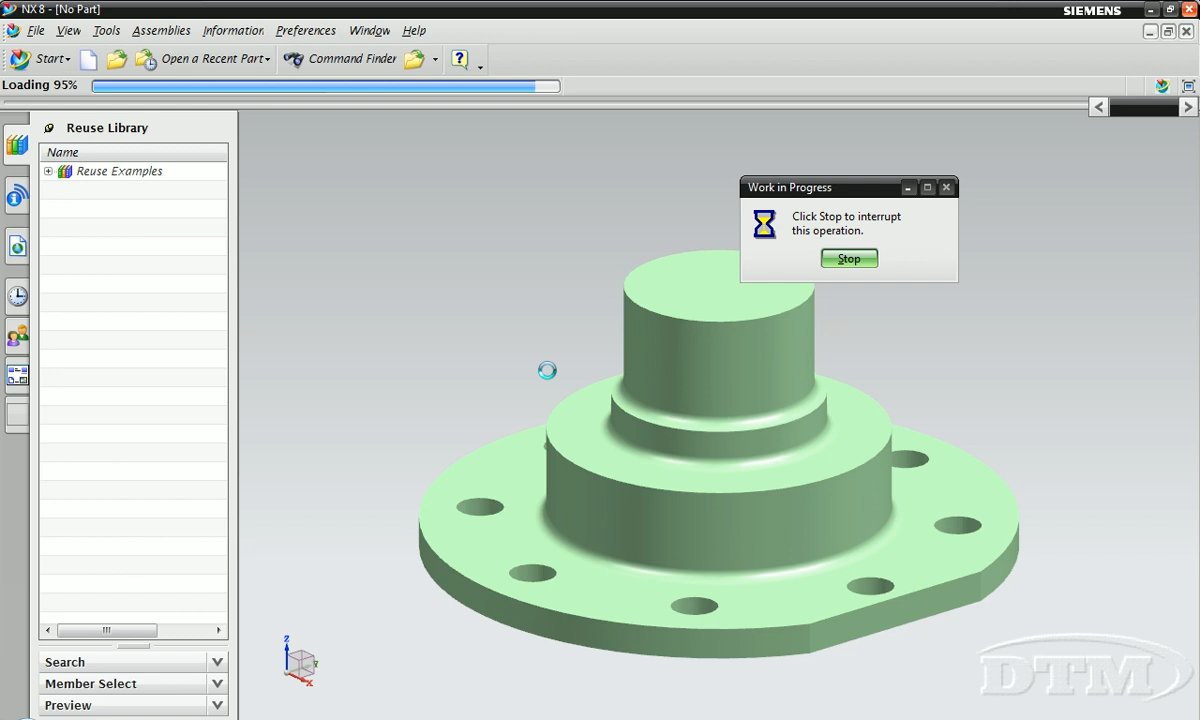 NX 8 - [No Part]
SIEMENS
File View Tools Assemblies Information Preferences Window Help
Start Open a Recent Part Command Finder
Loading 95%
Reuse Library
Name
Reuse Examples
Work in Progress
Click Stop to interrupt
this operation.
Stop
Z
Y
X
Search
Member Select
Preview
DTM